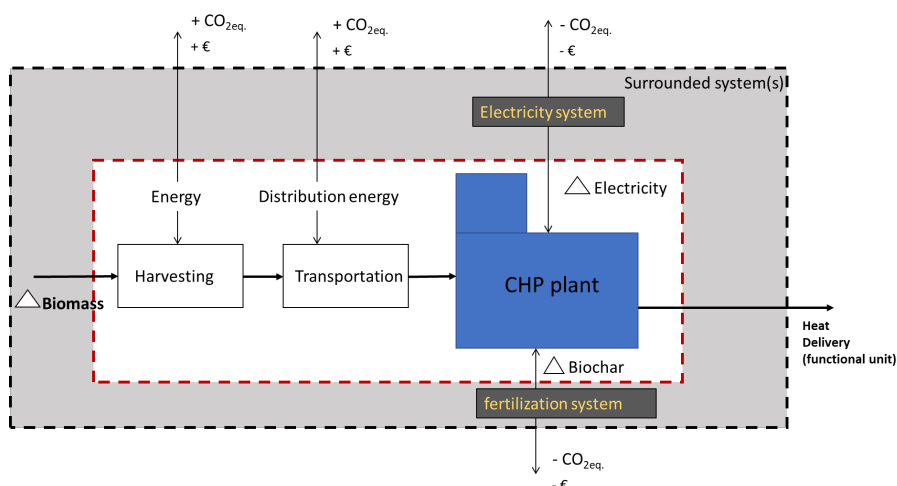 + CO2eq.
+ €
+ CO2eq.
+ €
- CO2eq.
- €
Surrounded system(s)
Electricity system
Energy
Distribution energy
Electricity
Harvesting
Transportation
CHP plant
Biomass
Heat
Delivery
(functional unit)
Biochar
fertilization system
- CO2eq.
- €